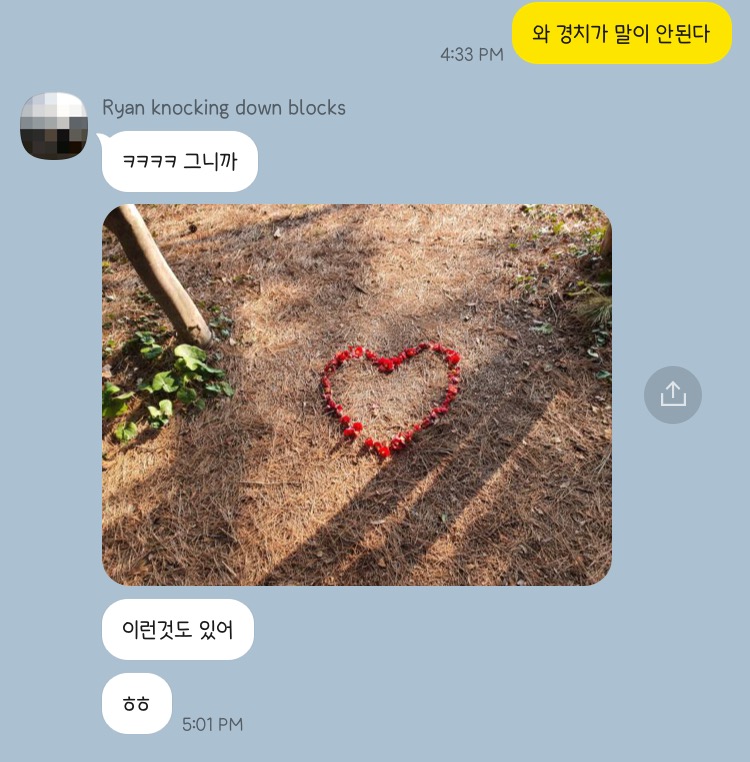 와 경치가 말이 안된다
4:33 PM
Ryan knocking down blocks
ㅋㅋㅋㅋ 그니까
이런것도 있어
ㅎㅎ
5:01 PM